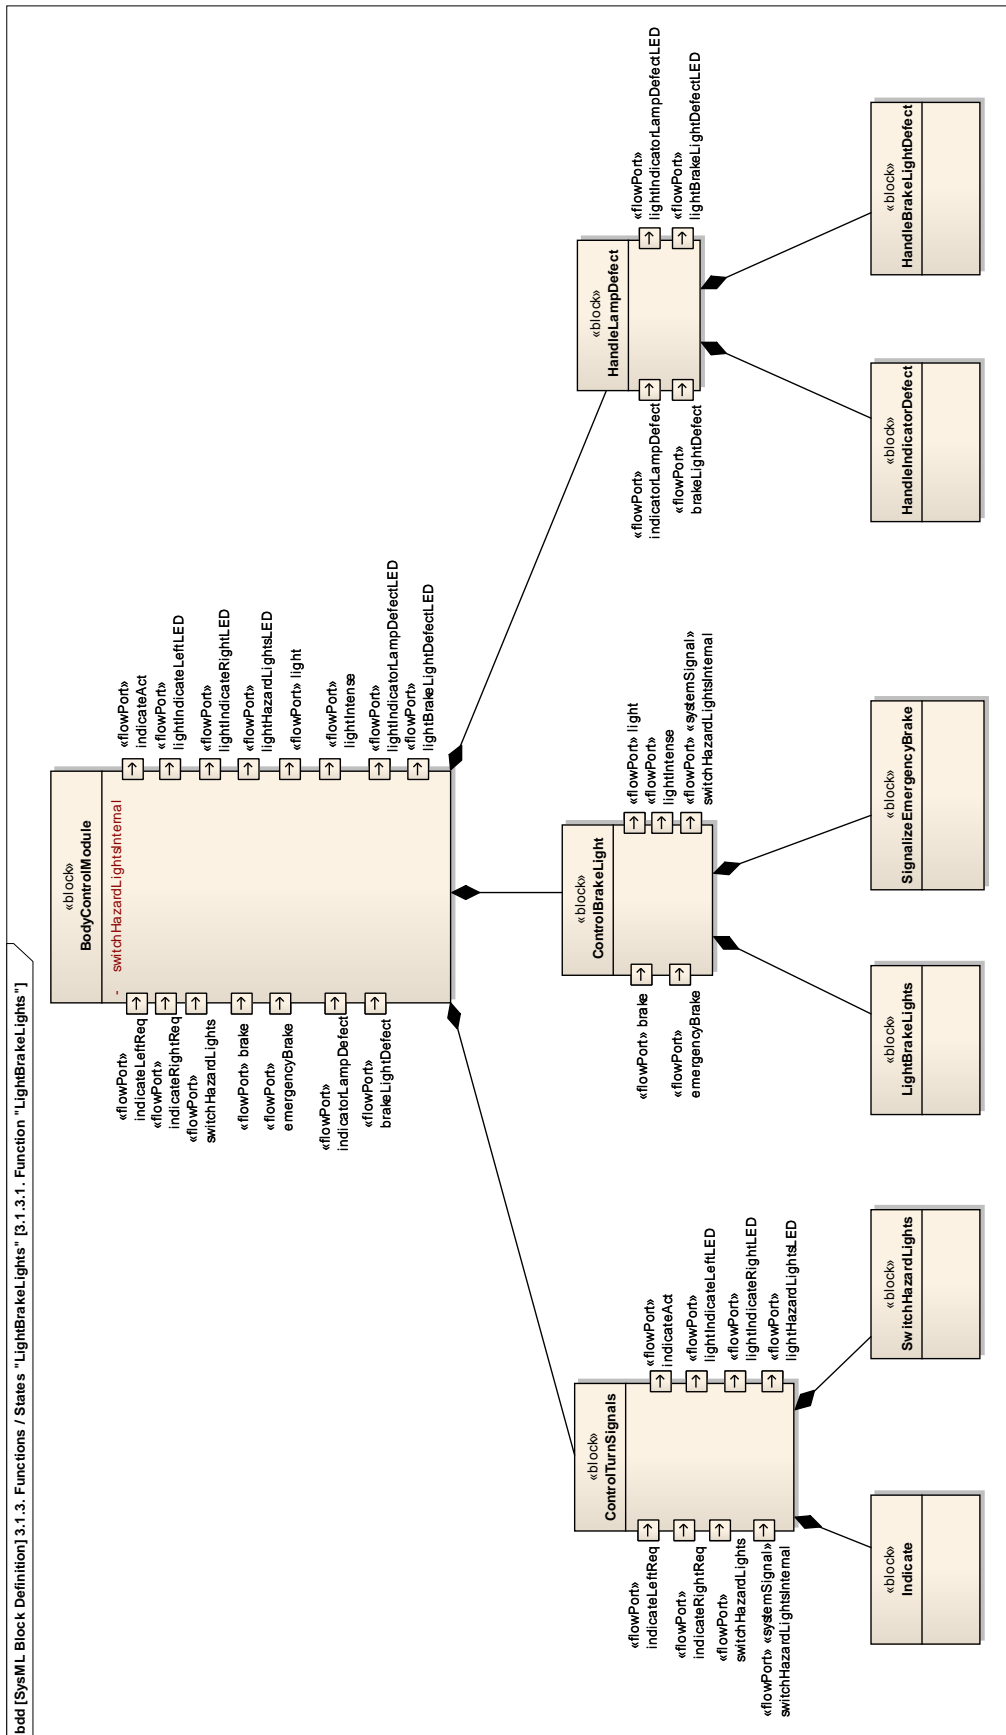 bdd [SysML Block Definition] 3.1.3. Functions / States "LightBrakeLights" [3.1.3.1. Function "LightBrakeLights"]
«block»
BodyControlModule
- switchHazardLightsInternal
«flowPort»
indicateLeftReq
«flowPort»
indicateRightReq
«flowPort»
switchHazardLights
«flowPort» brake
«flowPort»
emergencyBrake
«flowPort»
indicatorLampDefect
«flowPort»
brakeLightDefect
«flowPort»
indicateAct
«flowPort»
lightIndicateLeftLED
«flowPort»
lightIndicateRightLED
«flowPort»
lightHazardLightsLED
«flowPort» light
«flowPort»
lightIntense
«flowPort»
lightIndicatorLampDefectLED
«flowPort»
lightBrakeLightDefectLED
«block»
ControlTurnSignals
«flowPort»
indicateLeftReq
«flowPort»
indicateRightReq
«flowPort»
switchHazardLights
«flowPort» «systemSignal»
switchHazardLightsInternal
«flowPort»
indicateAct
«flowPort»
lightIndicateLeftLED
«flowPort»
lightIndicateRightLED
«flowPort»
lightHazardLightsLED
«block»
ControlBrakeLight
«flowPort» brake
«flowPort»
emergencyBrake
«flowPort» light
«flowPort»
lightIntense
«flowPort» «systemSignal»
switchHazardLightsInternal
«block»
HandleLampDefect
«flowPort»
indicatorLampDefect
«flowPort»
brakeLightDefect
«flowPort»
lightIndicatorLampDefectLED
«flowPort»
lightBrakeLightDefectLED
«block»
Indicate
«block»
SwitchHazardLights
«block»
LightBrakeLights
«block»
SignalizeEmergencyBrake
«block»
HandleIndicatorDefect
«block»
HandleBrakeLightDefect